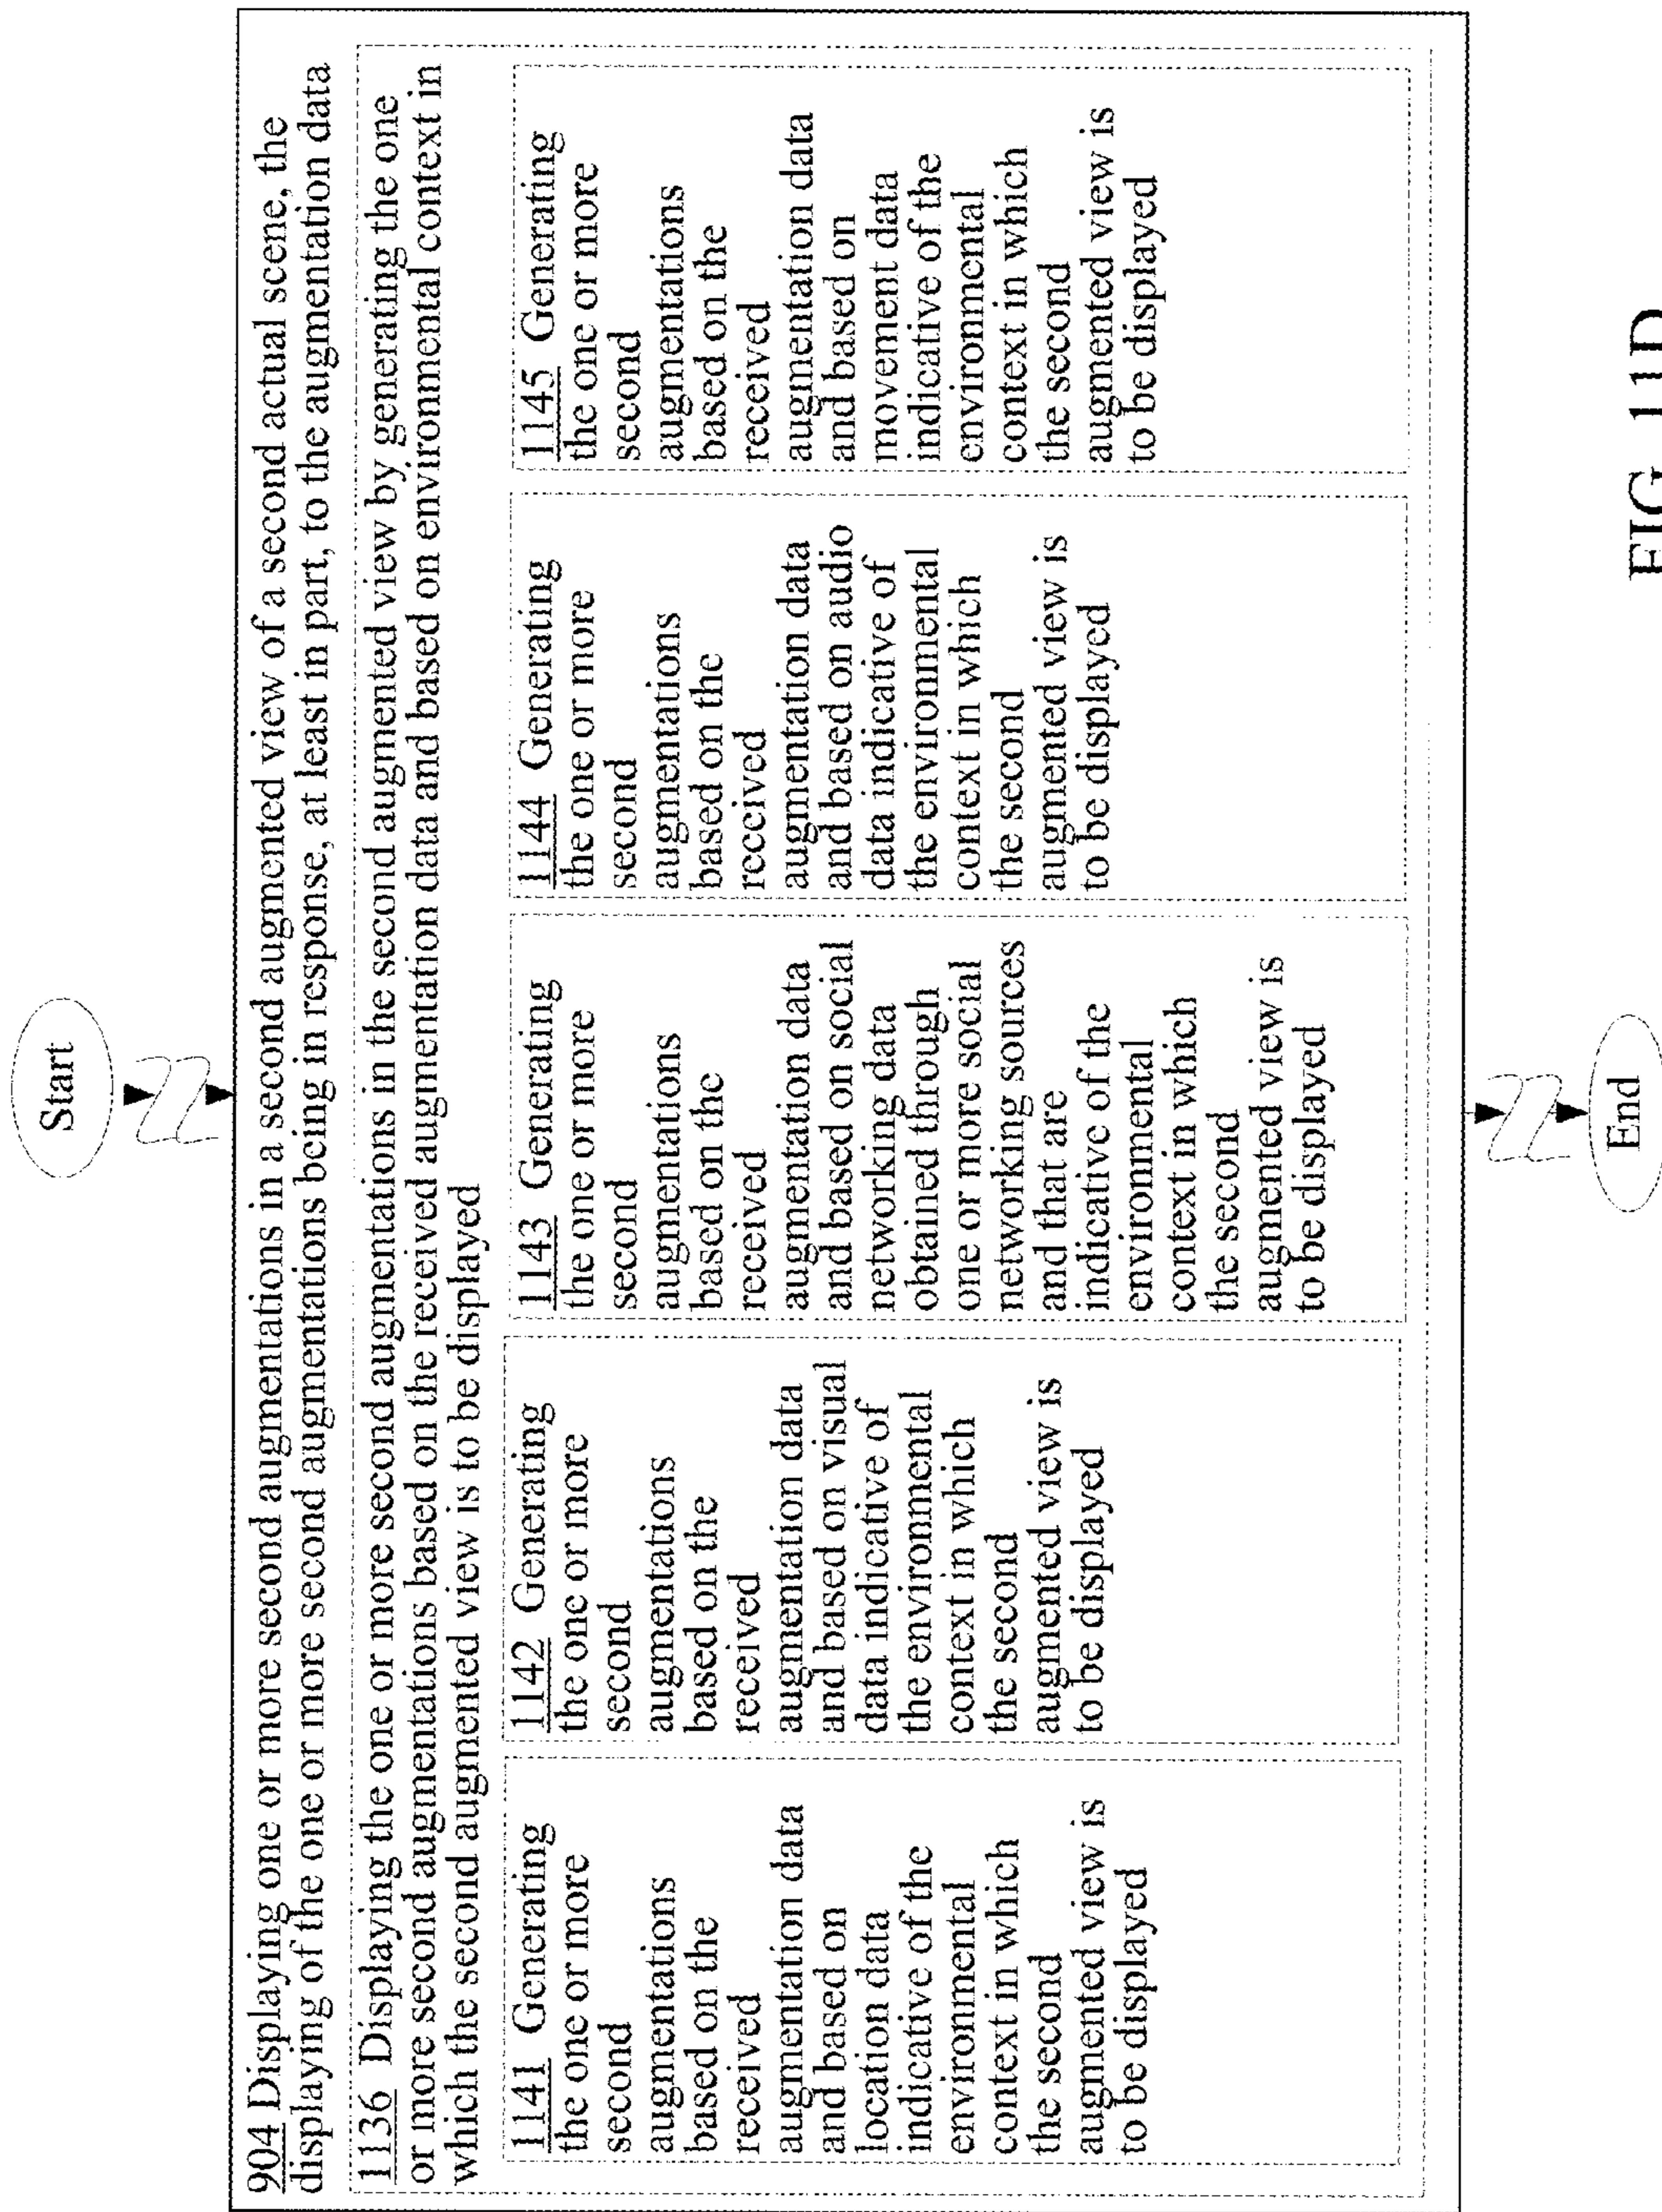 Start
904 Displaying one or more second augmentations in a second augmented view of a second actual scene, the
displaying of the one or more second augmentations being in response, at least in part, to the augmentation data
1136 Displaying the one or more second augmentations in the second augmented view by generating the one
or more second augmentations based on the received augmentation data and based on environmental context in
which the second augmented view is to be displayed
1141 Generating
the one or more
second
augmentations
based on the
received
augmentation data
and based on
location data
indicative of the
environmental
context in which
the second
augmented view is
to be displayed
1142 Generating
the one or more
second
augmentations
based on the
received
augmentation data
and based on visual
data indicative of
the environmental
context in which
the second
augmented view is
to be displayed
1143 Generating
the one or more
second
augmentations
based on the
received
augmentation data
and based on social
networking data
obtained through
one or more social
networking sources
and that are
indicative of the
environmental
context in which
the second
augmented view is
to be displayed
1144 Generating
the one or more
second
augmentations
based on the
received
augmentation data
and based on audio
data indicative of
the environmental
context in which
the second
augmented view is
to be displayed
1145 Generating
the one or more
second
augmentations
based on the
received
augmentation data
and based on
movement data
indicative of the
environmental
context in which
the second
augmented view is
to be displayed
End
FIG. 11D